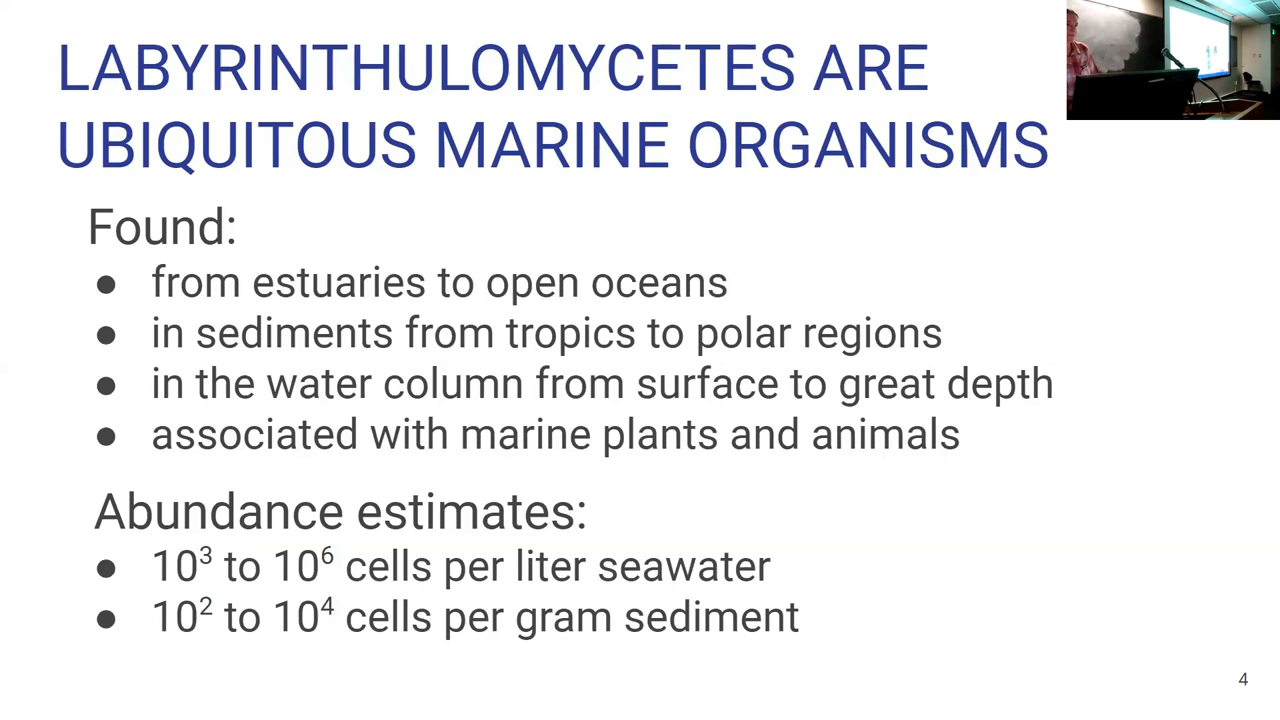 LABYRINTHULOMYCETES ARE
UBIQUITOUS MARINE ORGANISMS
Found:
● from estuaries to open oceans
● in sediments from tropics to polar regions
● in the water column from surface to great depth
● associated with marine plants and animals
Abundance estimates:
● 10³ to 10⁶ cells per liter seawater
● 10² to 10⁴ cells per gram sediment
4